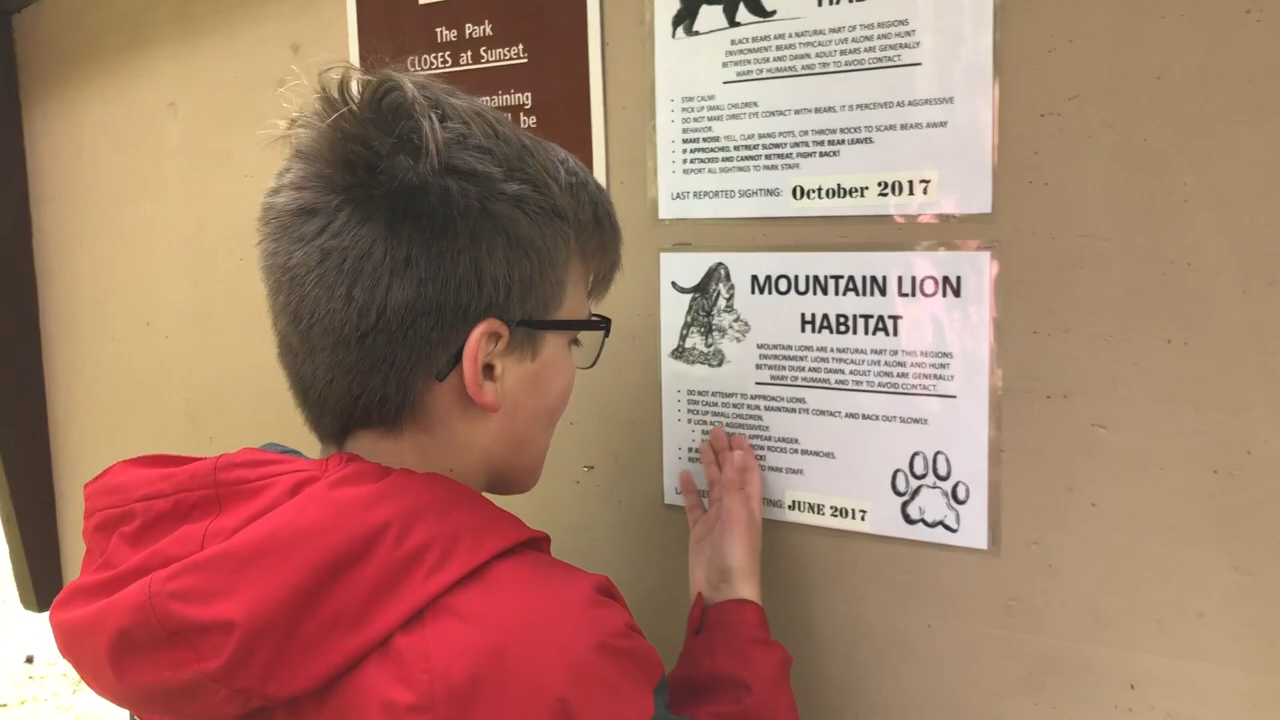 The Park
CLOSES at Sunset.
maining
be
BLACK BEARS ARE A NATURAL PART OF THIS REGIONS
ENVIRONMENT. BEARS TYPICALLY LIVE ALONE AND HUNT
BETWEEN DUSK AND DAWN. ADULT BEARS ARE GENERALLY
WARY OF HUMANS, AND TRY TO AVOID CONTACT.
• STAY CALM!
• PICK UP SMALL CHILDREN.
• DO NOT MAKE DIRECT EYE CONTACT WITH BEARS, IT IS PERCEIVED AS AGGRESSIVE
BEHAVIOR.
• MAKE NOISE: YELL, CLAP, BANG POTS, OR THROW ROCKS TO SCARE BEARS AWAY
• IF APPROACHED, RETREAT SLOWLY UNTIL THE BEAR LEAVES.
• IF ATTACKED AND CANNOT RETREAT, FIGHT BACK!
• REPORT ALL SIGHTINGS TO PARK STAFF.
LAST REPORTED SIGHTING: October 2017
MOUNTAIN LION
HABITAT
MOUNTAIN LIONS ARE A NATURAL PART OF THIS REGIONS
ENVIRONMENT. LIONS TYPICALLY LIVE ALONE AND HUNT
BETWEEN DUSK AND DAWN. ADULT LIONS ARE GENERALLY
WARY OF HUMANS, AND TRY TO AVOID CONTACT.
• DO NOT ATTEMPT TO APPROACH LIONS.
• STAY CALM. DO NOT RUN. MAINTAIN EYE CONTACT, AND BACK OUT SLOWLY.
• PICK UP SMALL CHILDREN.
• IF LION ACTS AGGRESSIVELY:
• TO APPEAR LARGER.
• ROCKS OR BRANCHES.
• IF
• TO PARK STAFF.
JUNE 2017